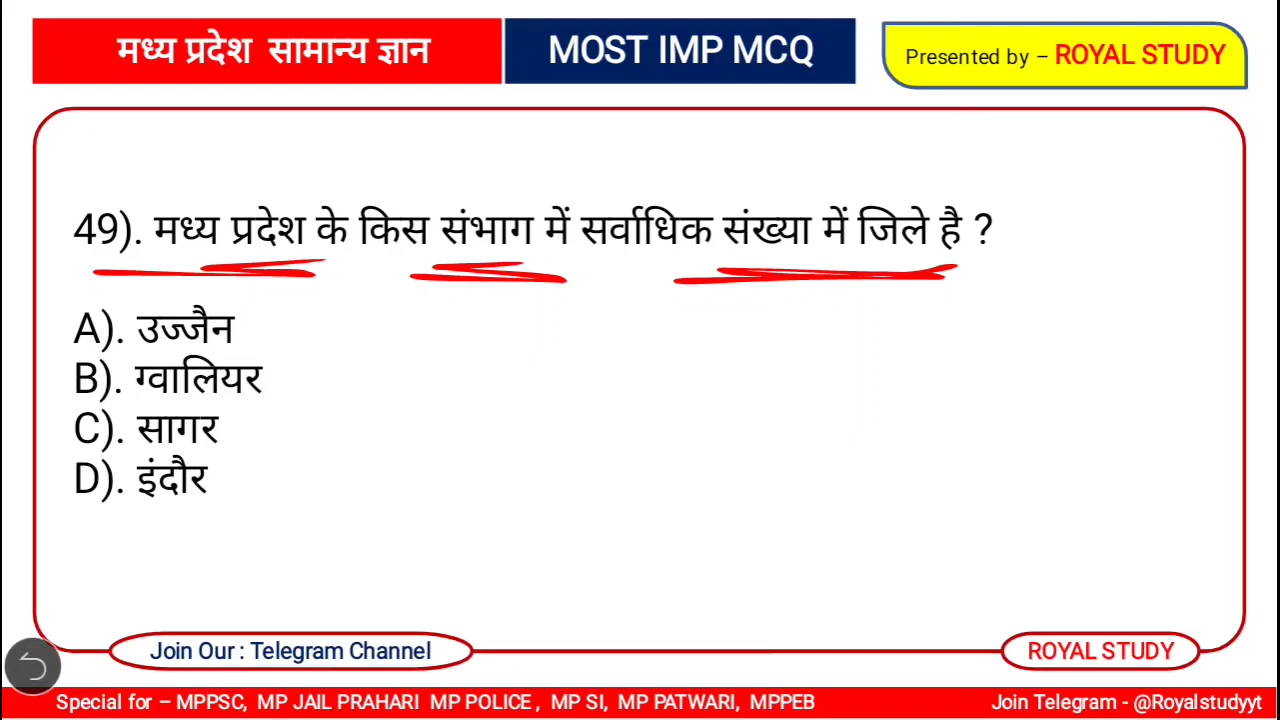 मध्य प्रदेश सामान्य ज्ञान
MOST IMP MCQ
Presented by – ROYAL STUDY
49). मध्य प्रदेश के किस संभाग में सर्वाधिक संख्या में जिले है ?
A). उज्जैन
B). ग्वालियर
C). सागर
D). इंदौर
Join Our : Telegram Channel
ROYAL STUDY
Special for – MPPSC, MP JAIL PRAHARI MP POLICE , MP SI, MP PATWARI, MPPEB
Join Telegram - @Royalstudyyt